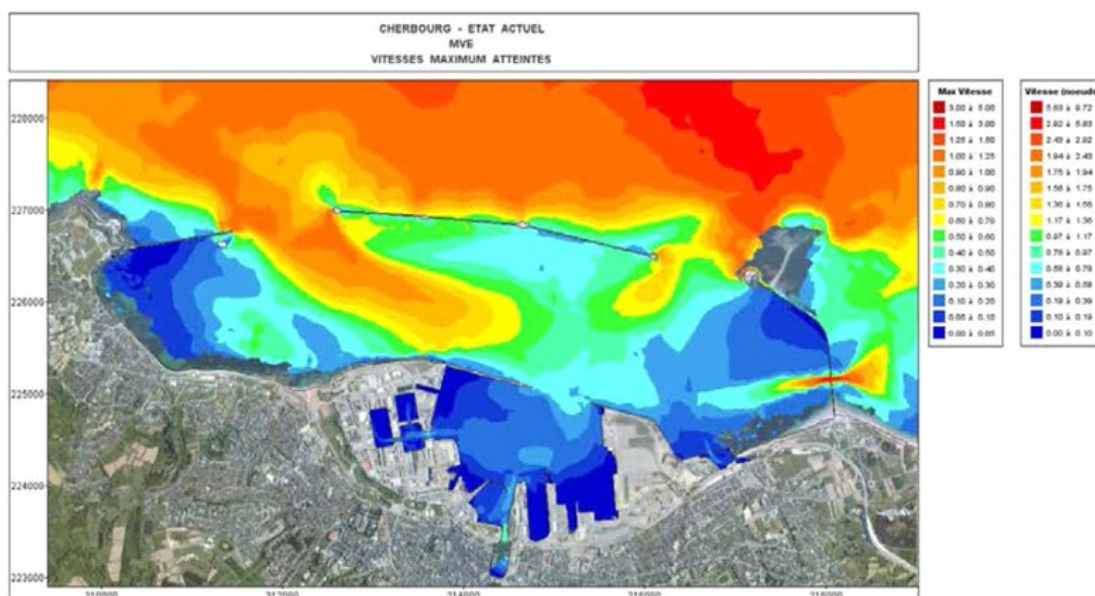 CHERBOURG - ETAT ACTUEL
MVE
VITESSES MAXIMUM ATTEINTES
Max Vitesse
3.00 à 5.00
1.50 à 3.00
1.25 à 1.50
1.00 à 1.25
0.90 à 1.00
0.80 à 0.90
0.70 à 0.80
0.60 à 0.70
0.50 à 0.60
0.40 à 0.50
0.30 à 0.40
0.20 à 0.30
0.10 à 0.20
0.05 à 0.10
0.00 à 0.05
Vitesse (noeuds
5.83 à 9.72
2.92 à 5.83
2.43 à 2.92
1.94 à 2.43
1.75 à 1.94
1.56 à 1.75
1.36 à 1.56
1.17 à 1.36
0.97 à 1.17
0.78 à 0.97
0.58 à 0.78
0.39 à 0.58
0.19 à 0.39
0.10 à 0.19
0.00 à 0.10
228000
227000
226000
225000
224000
223000